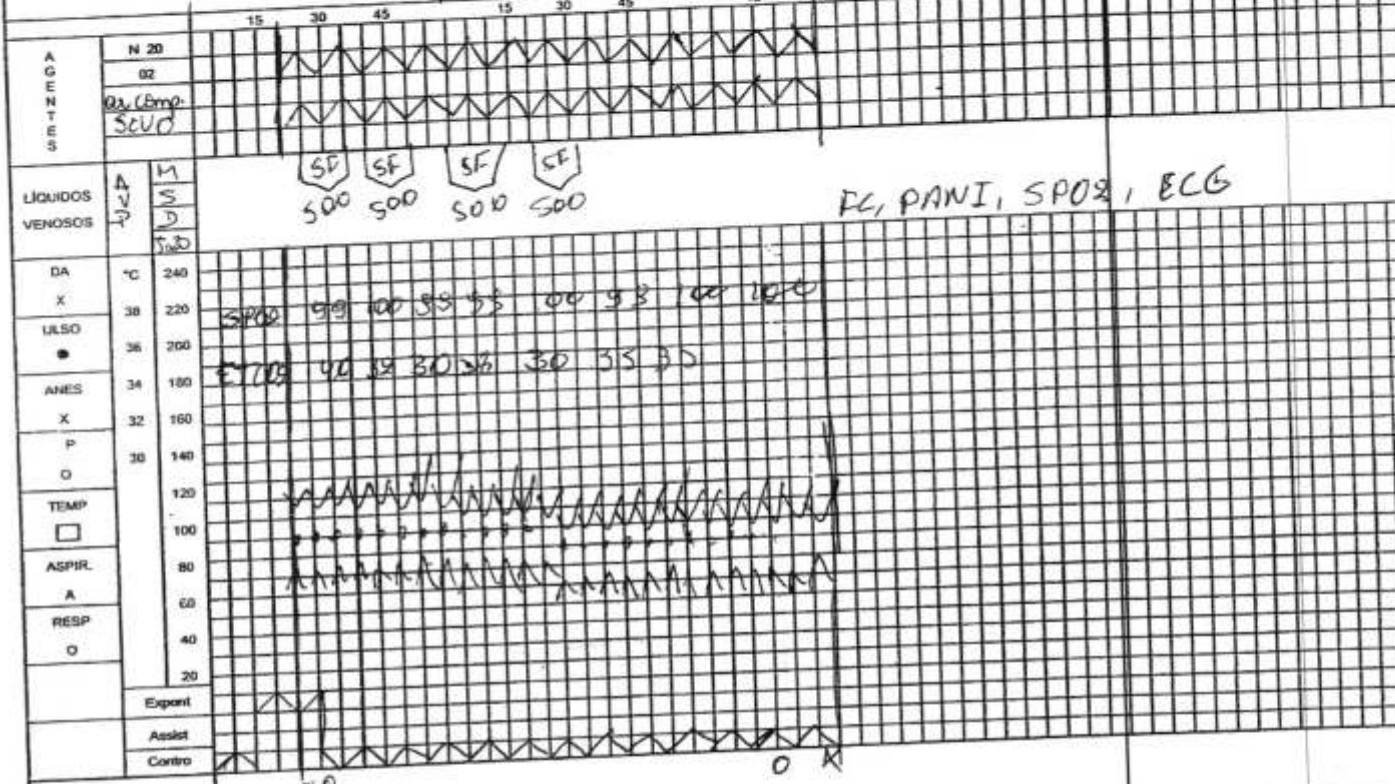 15 30 45 15 30 45
AGENTES
N 20
02
ar Comp.
SEVO
SF SF SF SF
500 500 500 500
LÍQUIDOS
VENOSOS
AVP
MSD
FC, PANI, SPO2, ECG
DA
X
ULSO
●
ANES
X
P
O
TEMP
□
ASPIR.
A
RESP
O
°C
38
36
34
32
30
240
220
200
180
160
140
120
100
80
60
40
20
SPO2 99 100 99 100 100
ETCO2 40 30 35
Expont
Assist
Contro
O